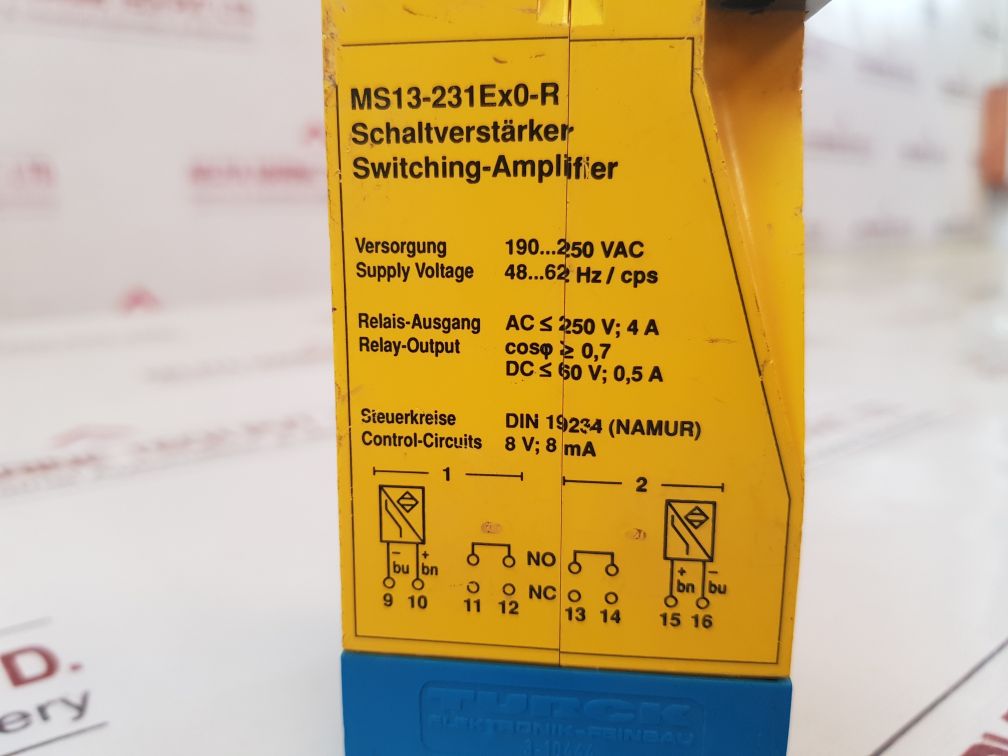 MS13-231Ex0-R
Schaltverstärker
Switching-Amplifier
Versorgung 190...250 VAC
Supply Voltage 48...62 Hz / cps
Relais-Ausgang AC ≤ 250 V; 4 A
Relay-Output cosφ ≥ 0,7
DC ≤ 60 V; 0,5 A
Steuerkreise DIN 19234 (NAMUR)
Control-Circuits 8 V; 8 mA
1 2
− + NO + −
bu bn NC bn bu
9 10 11 12 13 14 15 16
TURCK
ELEKTRONIK-FEINBAU
D.